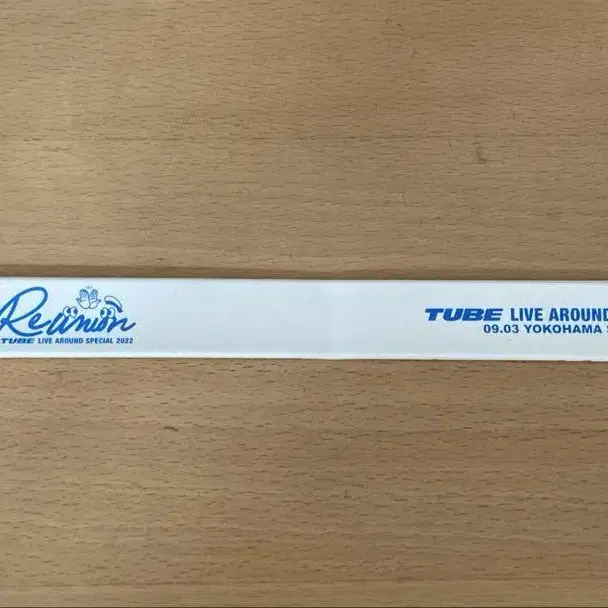 Reunion
TUBE LIVE AROUND SPECIAL 2022
TUBE LIVE AROUND
09.03 YOKOHAMA S